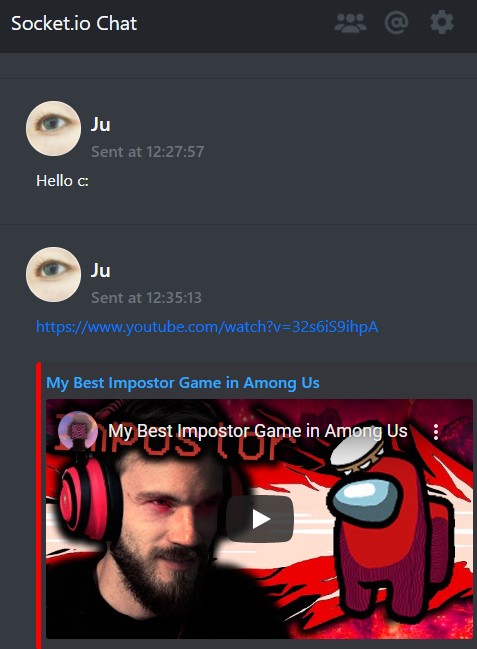 Socket.io Chat
Ju
Sent at 12:27:57
Hello c:
Ju
Sent at 12:35:13
https://www.youtube.com/watch?v=32s6iS9ihpA
My Best Impostor Game in Among Us
Impostor
My Best Impostor Game in Among Us